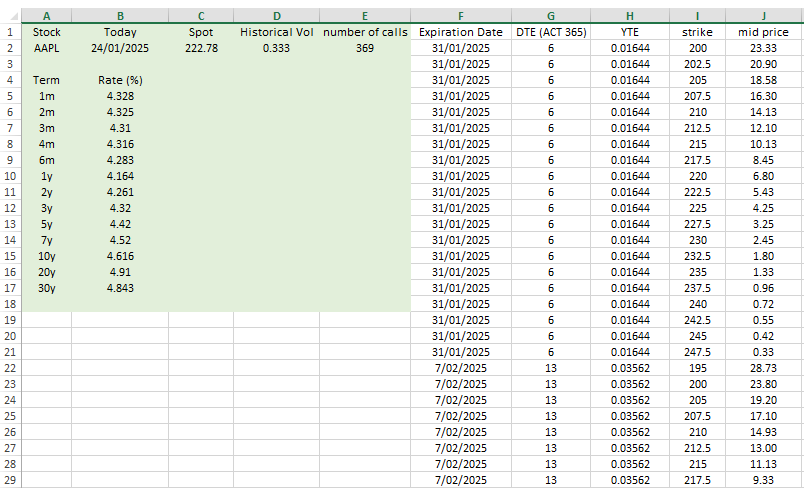 A B C D E F G H I J
1 Stock Today Spot Historical Vol number of calls Expiration Date DTE (ACT 365) YTE strike mid price
2 AAPL 24/01/2025 222.78 0.333 369 31/01/2025 6 0.01644 200 23.33
3 31/01/2025 6 0.01644 202.5 20.90
4 Term Rate (%) 31/01/2025 6 0.01644 205 18.58
5 1m 4.328 31/01/2025 6 0.01644 207.5 16.30
6 2m 4.325 31/01/2025 6 0.01644 210 14.13
7 3m 4.31 31/01/2025 6 0.01644 212.5 12.10
8 4m 4.316 31/01/2025 6 0.01644 215 10.13
9 6m 4.283 31/01/2025 6 0.01644 217.5 8.45
10 1y 4.164 31/01/2025 6 0.01644 220 6.80
11 2y 4.261 31/01/2025 6 0.01644 222.5 5.43
12 3y 4.32 31/01/2025 6 0.01644 225 4.25
13 5y 4.42 31/01/2025 6 0.01644 227.5 3.25
14 7y 4.52 31/01/2025 6 0.01644 230 2.45
15 10y 4.616 31/01/2025 6 0.01644 232.5 1.80
16 20y 4.91 31/01/2025 6 0.01644 235 1.33
17 30y 4.843 31/01/2025 6 0.01644 237.5 0.96
18 31/01/2025 6 0.01644 240 0.72
19 31/01/2025 6 0.01644 242.5 0.55
20 31/01/2025 6 0.01644 245 0.42
21 31/01/2025 6 0.01644 247.5 0.33
22 7/02/2025 13 0.03562 195 28.73
23 7/02/2025 13 0.03562 200 23.80
24 7/02/2025 13 0.03562 205 19.20
25 7/02/2025 13 0.03562 207.5 17.10
26 7/02/2025 13 0.03562 210 14.93
27 7/02/2025 13 0.03562 212.5 13.00
28 7/02/2025 13 0.03562 215 11.13
29 7/02/2025 13 0.03562 217.5 9.33